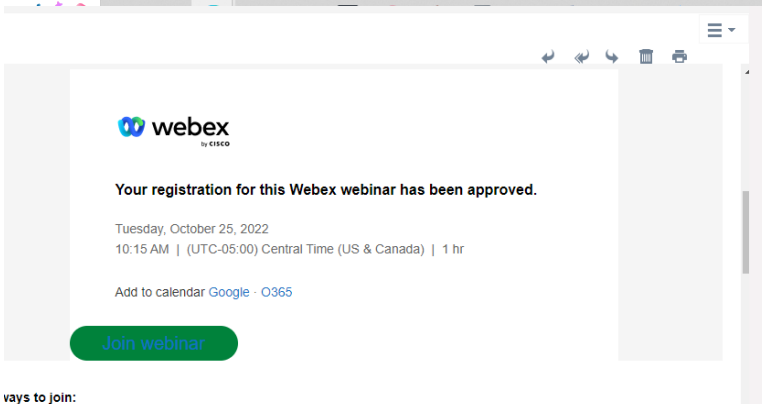 webex
by CISCO
Your registration for this Webex webinar has been approved.
Tuesday, October 25, 2022
10:15 AM | (UTC-05:00) Central Time (US & Canada) | 1 hr
Add to calendar Google · O365
Join webinar
ways to join: